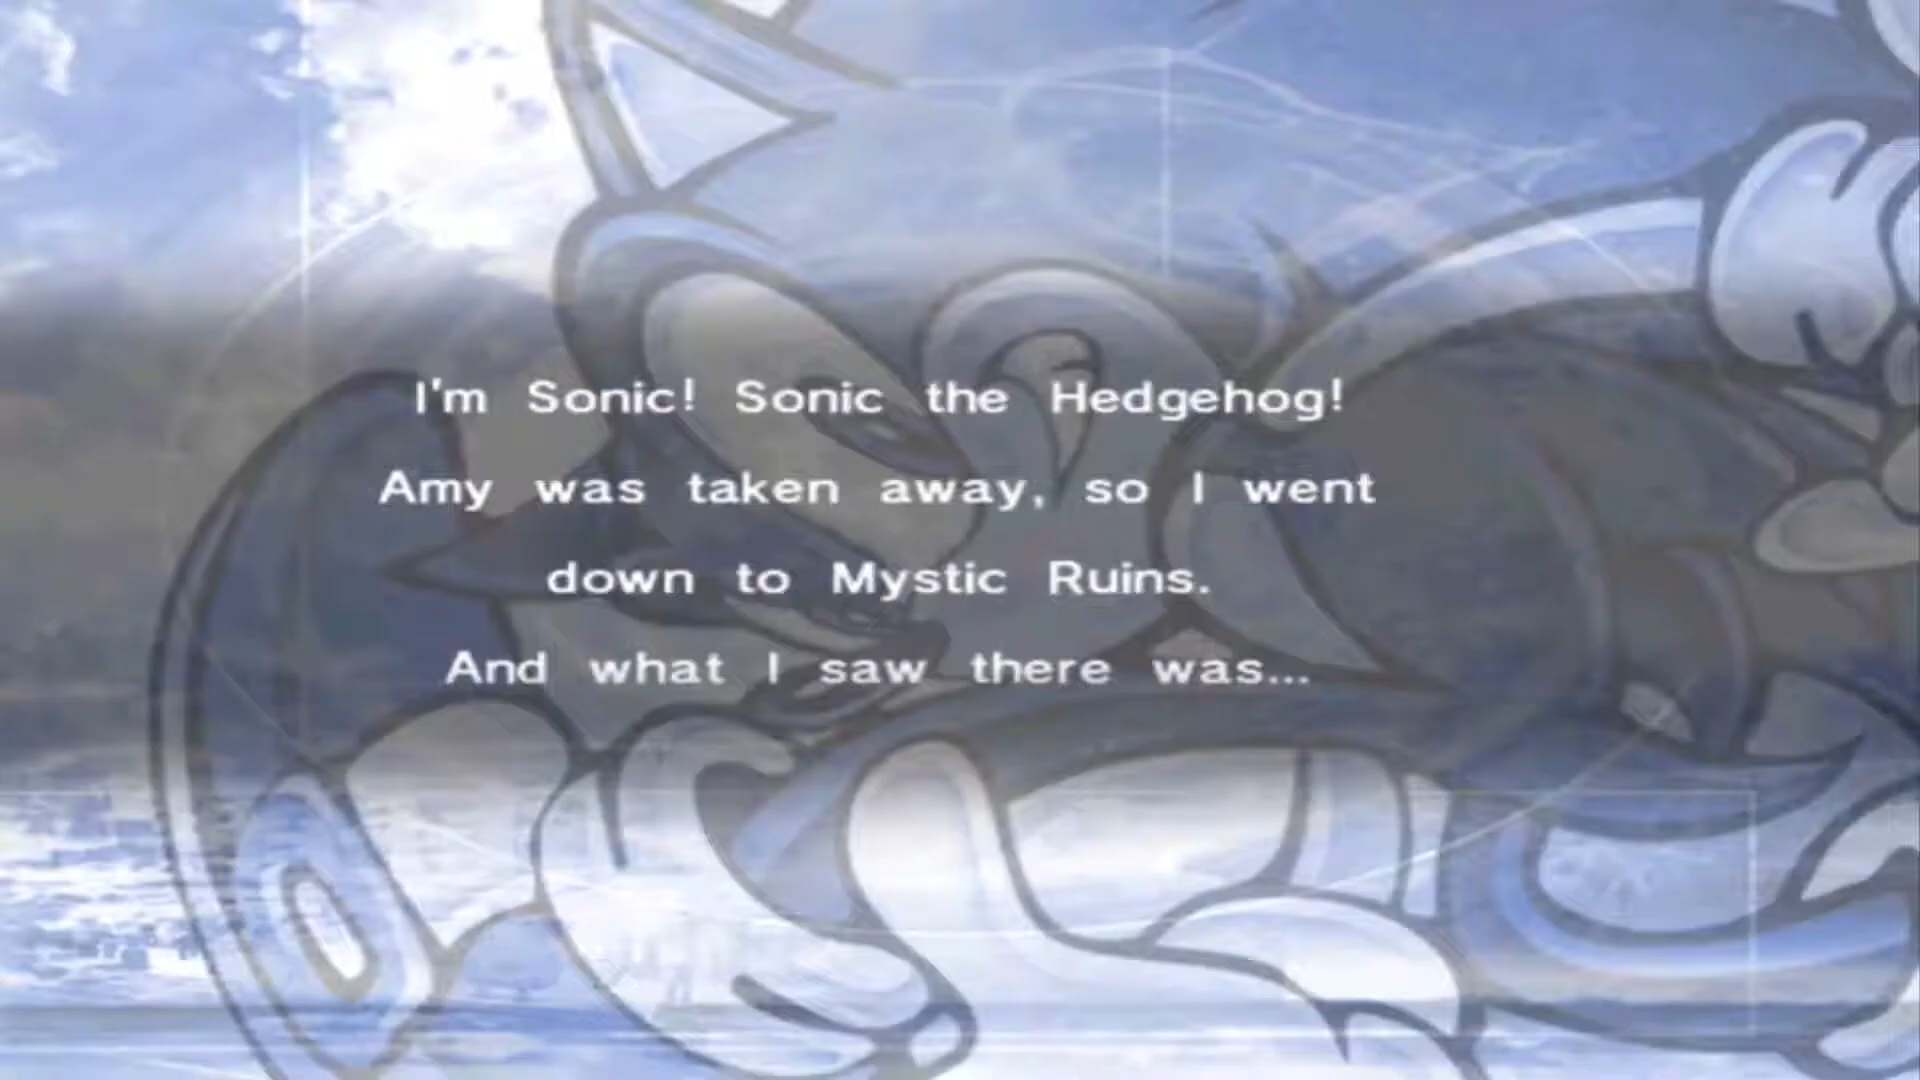 I'm Sonic! Sonic the Hedgehog!
Amy was taken away, so I went
down to Mystic Ruins.
And what I saw there was...